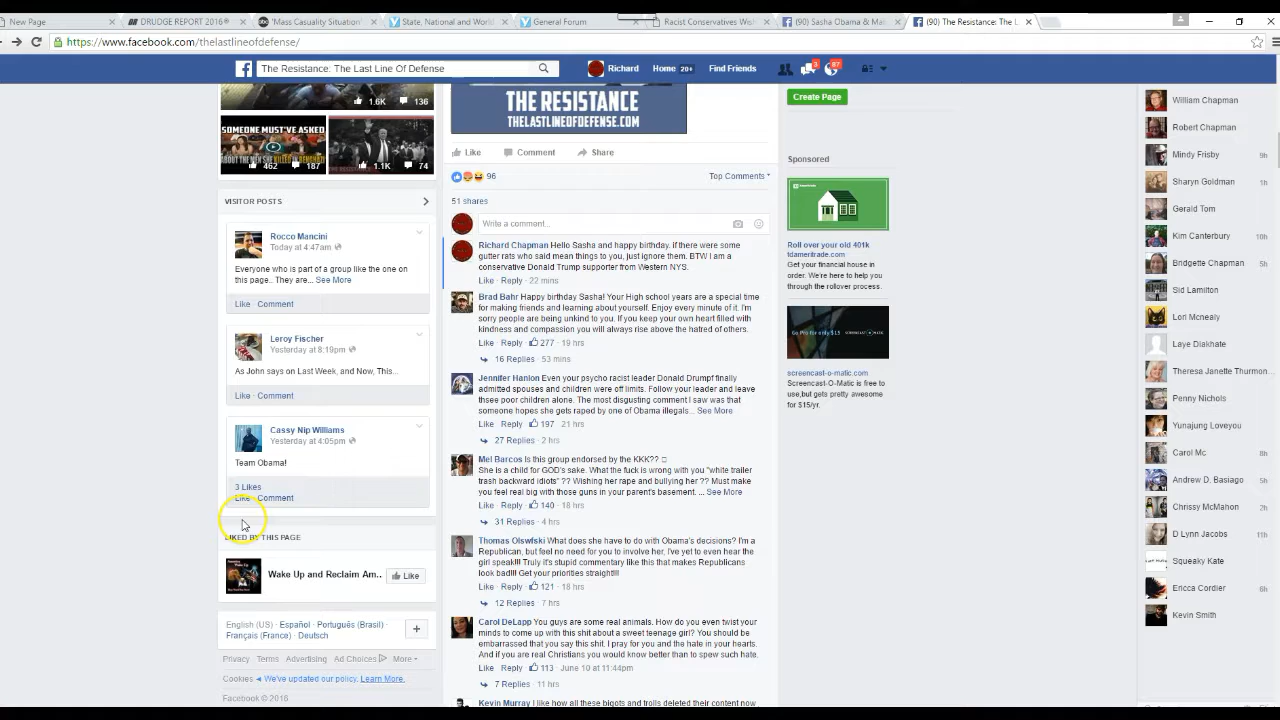 New Page
DRUDGE REPORT 2016®
'Mass Casuality Situation!
State, National and World
General Forum
Racist Conservatives Wish
(90) Sasha Obama & Mal
(90) The Resistance: The L
https://www.facebook.com/thelastlineofdefense/
The Resistance: The Last Line Of Defense
Richard
Home 20+
Find Friends
3
87
1.6K 136
SOMEONE MUST'VE ASKED
ABOUT THE MEN SHE KILLED IN BENGHAZI
462 187
1.1K 74
VISITOR POSTS
Rocco Mancini
Today at 4:47am
Everyone who is part of a group like the one on
this page.. They are... See More
Like · Comment
Leroy Fischer
Yesterday at 8:19pm
As John says on Last Week, and Now, This...
Like · Comment
Cassy Nip Williams
Yesterday at 4:05pm
Team Obama!
3 Likes
Like · Comment
LIKED BY THIS PAGE
Wake Up and Reclaim Am..
Like
English (US) · Español · Português (Brasil) ·
Français (France) · Deutsch
Privacy · Terms · Advertising · Ad Choices · More
Cookies · We've updated our policy. Learn More.
Facebook © 2016
THE RESISTANCE
THELASTLINEOFDEFENSE.COM
Like Comment Share
96
Top Comments
51 shares
Write a comment...
Richard Chapman Hello Sasha and happy birthday. if there were some
gutter rats who said mean things to you, just ignore them. BTW I am a
conservative Donald Trump supporter from Western NYS.
Like · Reply · 22 mins
Brad Bahr Happy birthday Sasha! Your High school years are a special time
for making friends and learning about yourself. Enjoy every minute of it. I'm
sorry people are being unkind to you. If you keep your own heart filled with
kindness and compassion you will always rise above the hatred of others.
Like · Reply · 277 · 19 hrs
16 Replies · 53 mins
Jennifer Hanlon Even your psycho racist leader Donald Drumpf finally
admitted spouses and children were off limits. Follow your leader and leave
thsee poor children alone. The most disgusting comment I saw was that
someone hopes she gets raped by one of Obama illegals... See More
Like · Reply · 197 · 21 hrs
27 Replies · 2 hrs
Mel Barcos Is this group endorsed by the KKK??
She is a child for GOD's sake. What the fuck is wrong with you "white trailer
trash backward idiots" ?? Wishing her rape and bullying her ?? Must make
you feel real big with those guns in your parent's basement. ... See More
Like · Reply · 140 · 18 hrs
31 Replies · 4 hrs
Thomas Olswfski What does she have to do with Obama's decisions? I'm a
Republican, but feel no need for you to involve her, I've yet to even hear the
girl speak!!! Truly it's stupid commentary like this that makes Republicans
look bad!!! Get your priorities straight!!!
Like · Reply · 121 · 18 hrs
12 Replies · 7 hrs
Carol DeLapp You guys are some real animals. How do you even twist your
minds to come up with this shit about a sweet teenage girl? You should be
embarrassed that you say this shit. I pray for you and the hate in your hearts.
And if you are real Christians you would know better than to spew such hate.
Like · Reply · 113 · June 10 at 11:44pm
7 Replies · 11 hrs
Kevin Murray I like how all these bigots and trolls deleted their content now
Create Page
Sponsored
Roll over your old 401k
tdameritrade.com
Get your financial house in
order. We're here to help you
through the rollover process.
Go Pro for only $15
SCREENCAST-O-MATIC
screencast-o-matic.com
Screencast-O-Matic is free to
use,but gets pretty awesome
for $15/yr.
William Chapman
Robert Chapman
Mindy Frisby 9h
Sharyn Goldman 1h
Gerald Tom
Kim Canterbury 10h
Bridgette Chapman
Sid Lamilton
Lori Mcnealy
Laye Diakhate
Theresa Janette Thurmon...
Penny Nichols
Yunajung Loveyou
Carol Mc 8h
Andrew D. Basiago
Chrissy McMahon 2h
D Lynn Jacobs
Squeaky Kate
Ericca Cordier 6h
Kevin Smith